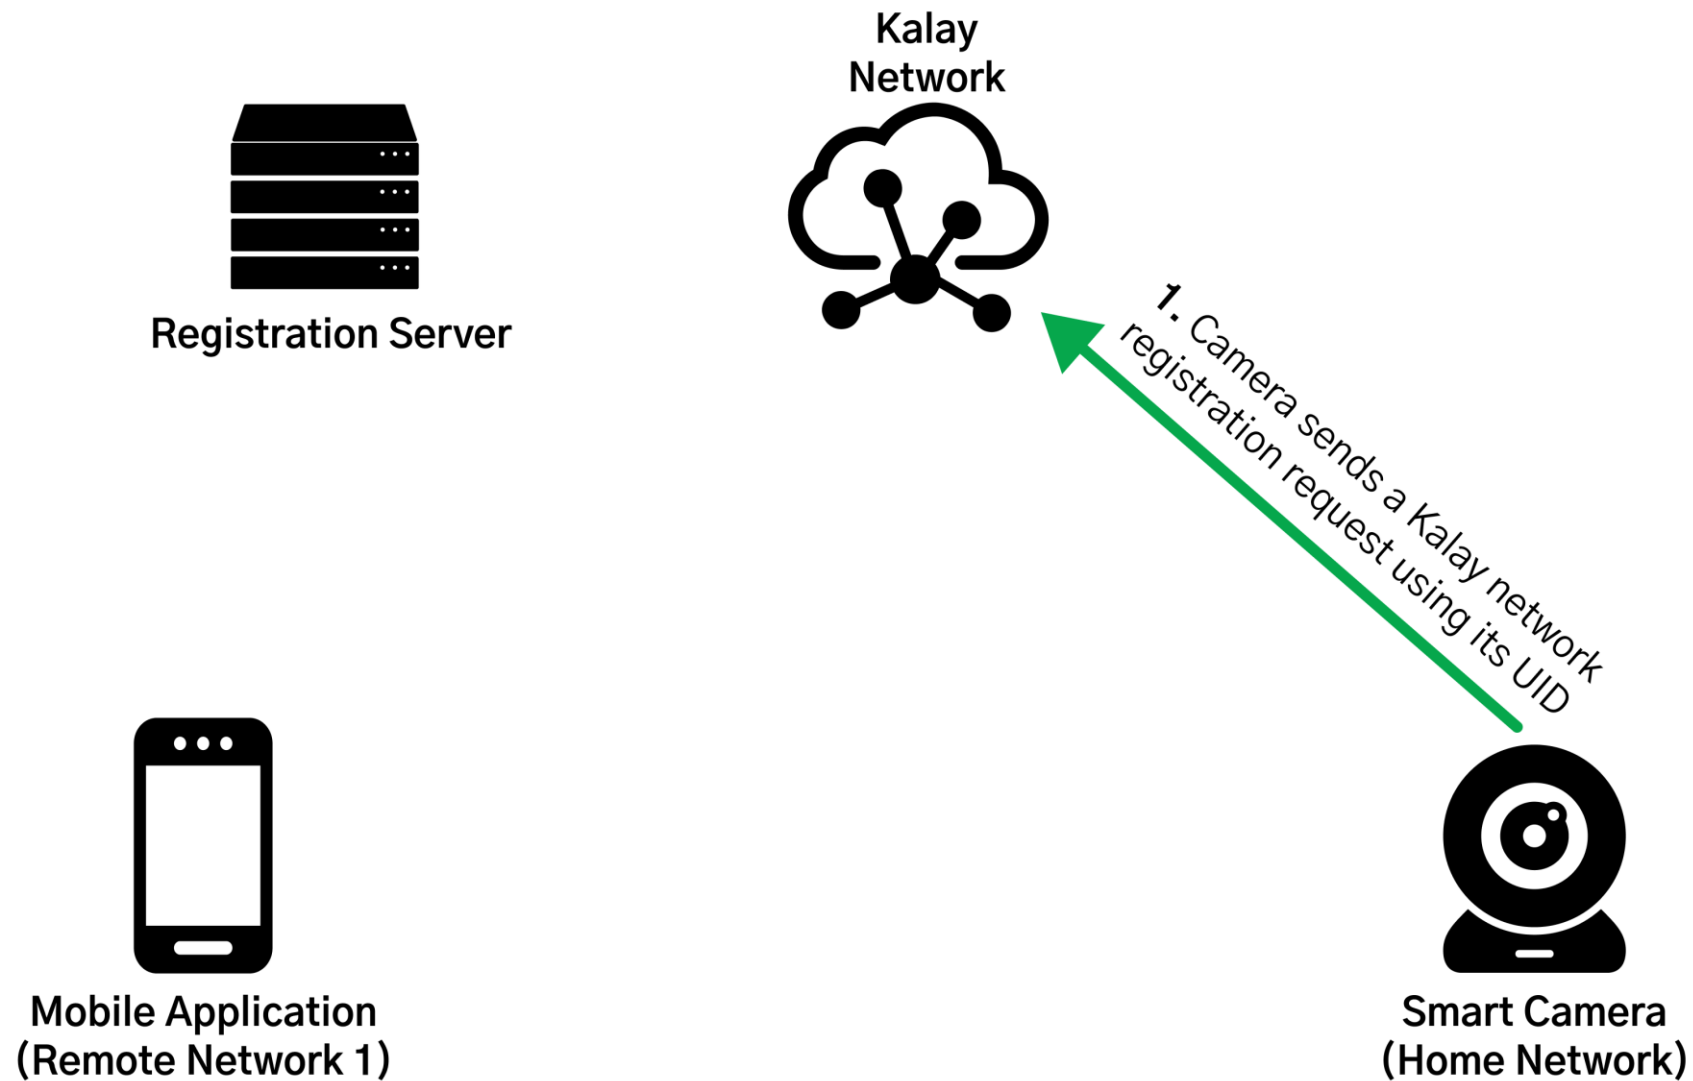 Kalay
Network
Registration Server
1. Camera sends a Kalay network
registration request using its UID
Mobile Application
(Remote Network 1)
Smart Camera
(Home Network)